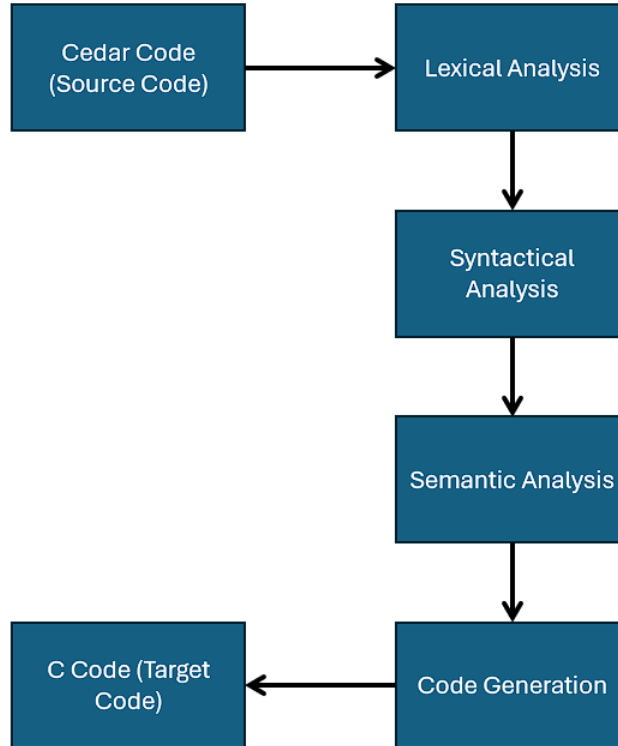 Cedar Code
(Source Code)
Lexical Analysis
Syntactical
Analysis
Semantic Analysis
Code Generation
C Code (Target
Code)